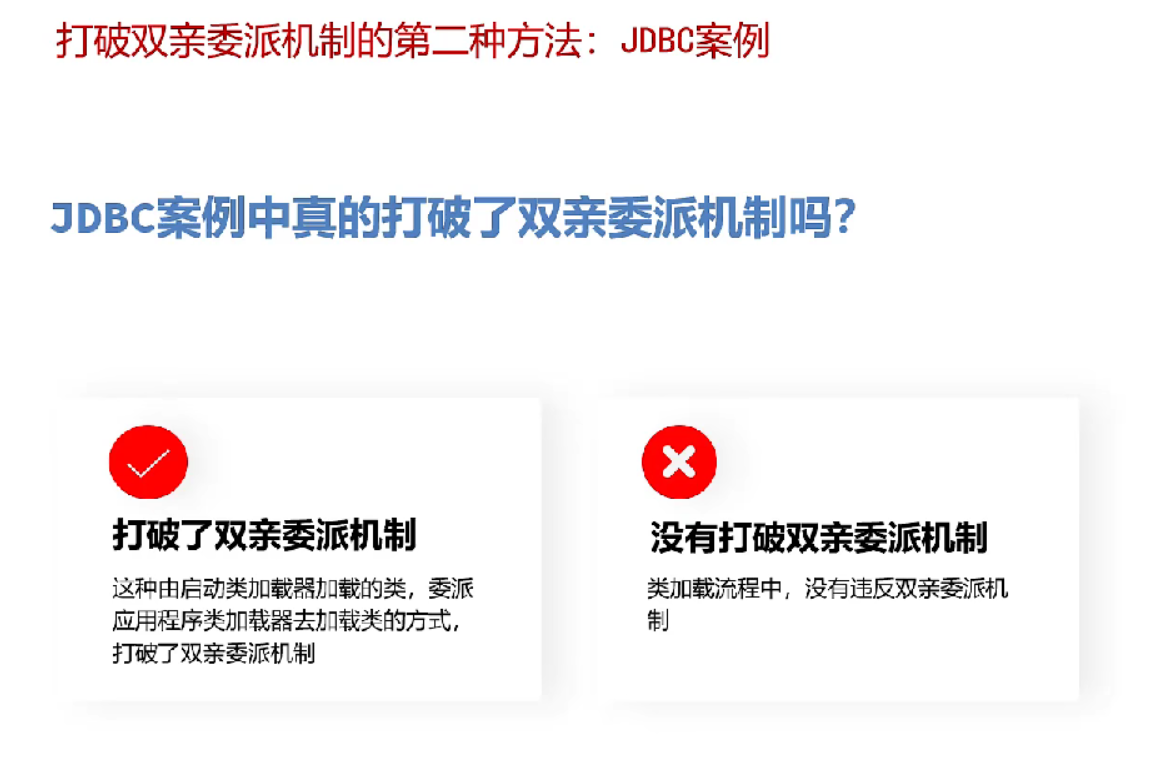 打破双亲委派机制的第二种方法：JDBC案例
JDBC案例中真的打破了双亲委派机制吗？
打破了双亲委派机制
这种由启动类加载器加载的类，委派
应用程序类加载器去加载类的方式，
打破了双亲委派机制
没有打破双亲委派机制
类加载流程中，没有违反双亲委派机
制